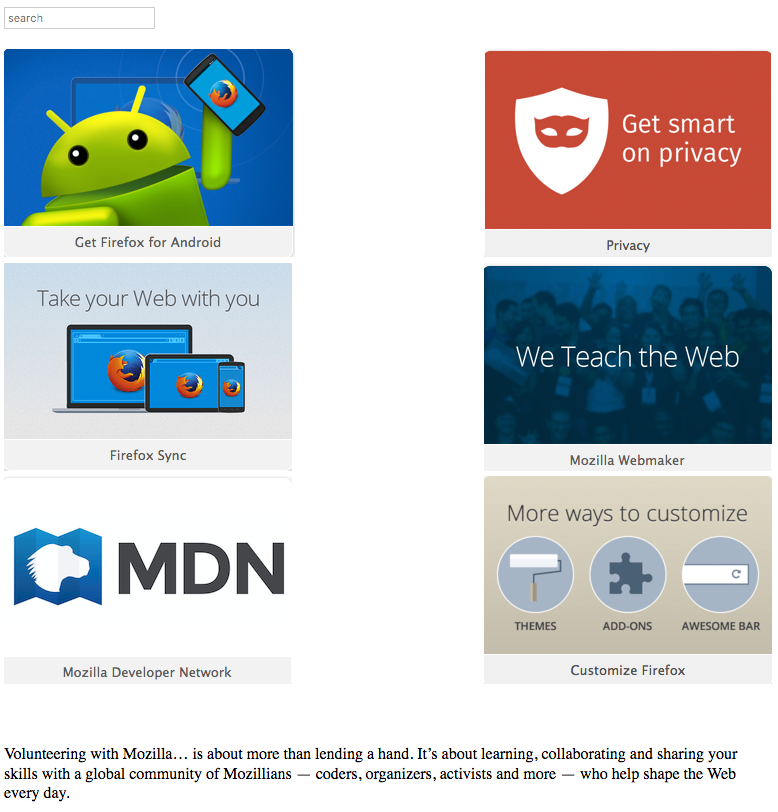 search
Get smart
on privacy
Get Firefox for Android
Privacy
Take your Web with you
We Teach the Web
Firefox Sync
Mozilla Webmaker
MDN
More ways to customize
THEMES
ADD-ONS
AWESOME BAR
Mozilla Developer Network
Customize Firefox
Volunteering with Mozilla… is about more than lending a hand. It’s about learning, collaborating and sharing your
skills with a global community of Mozillians — coders, organizers, activists and more — who help shape the Web
every day.